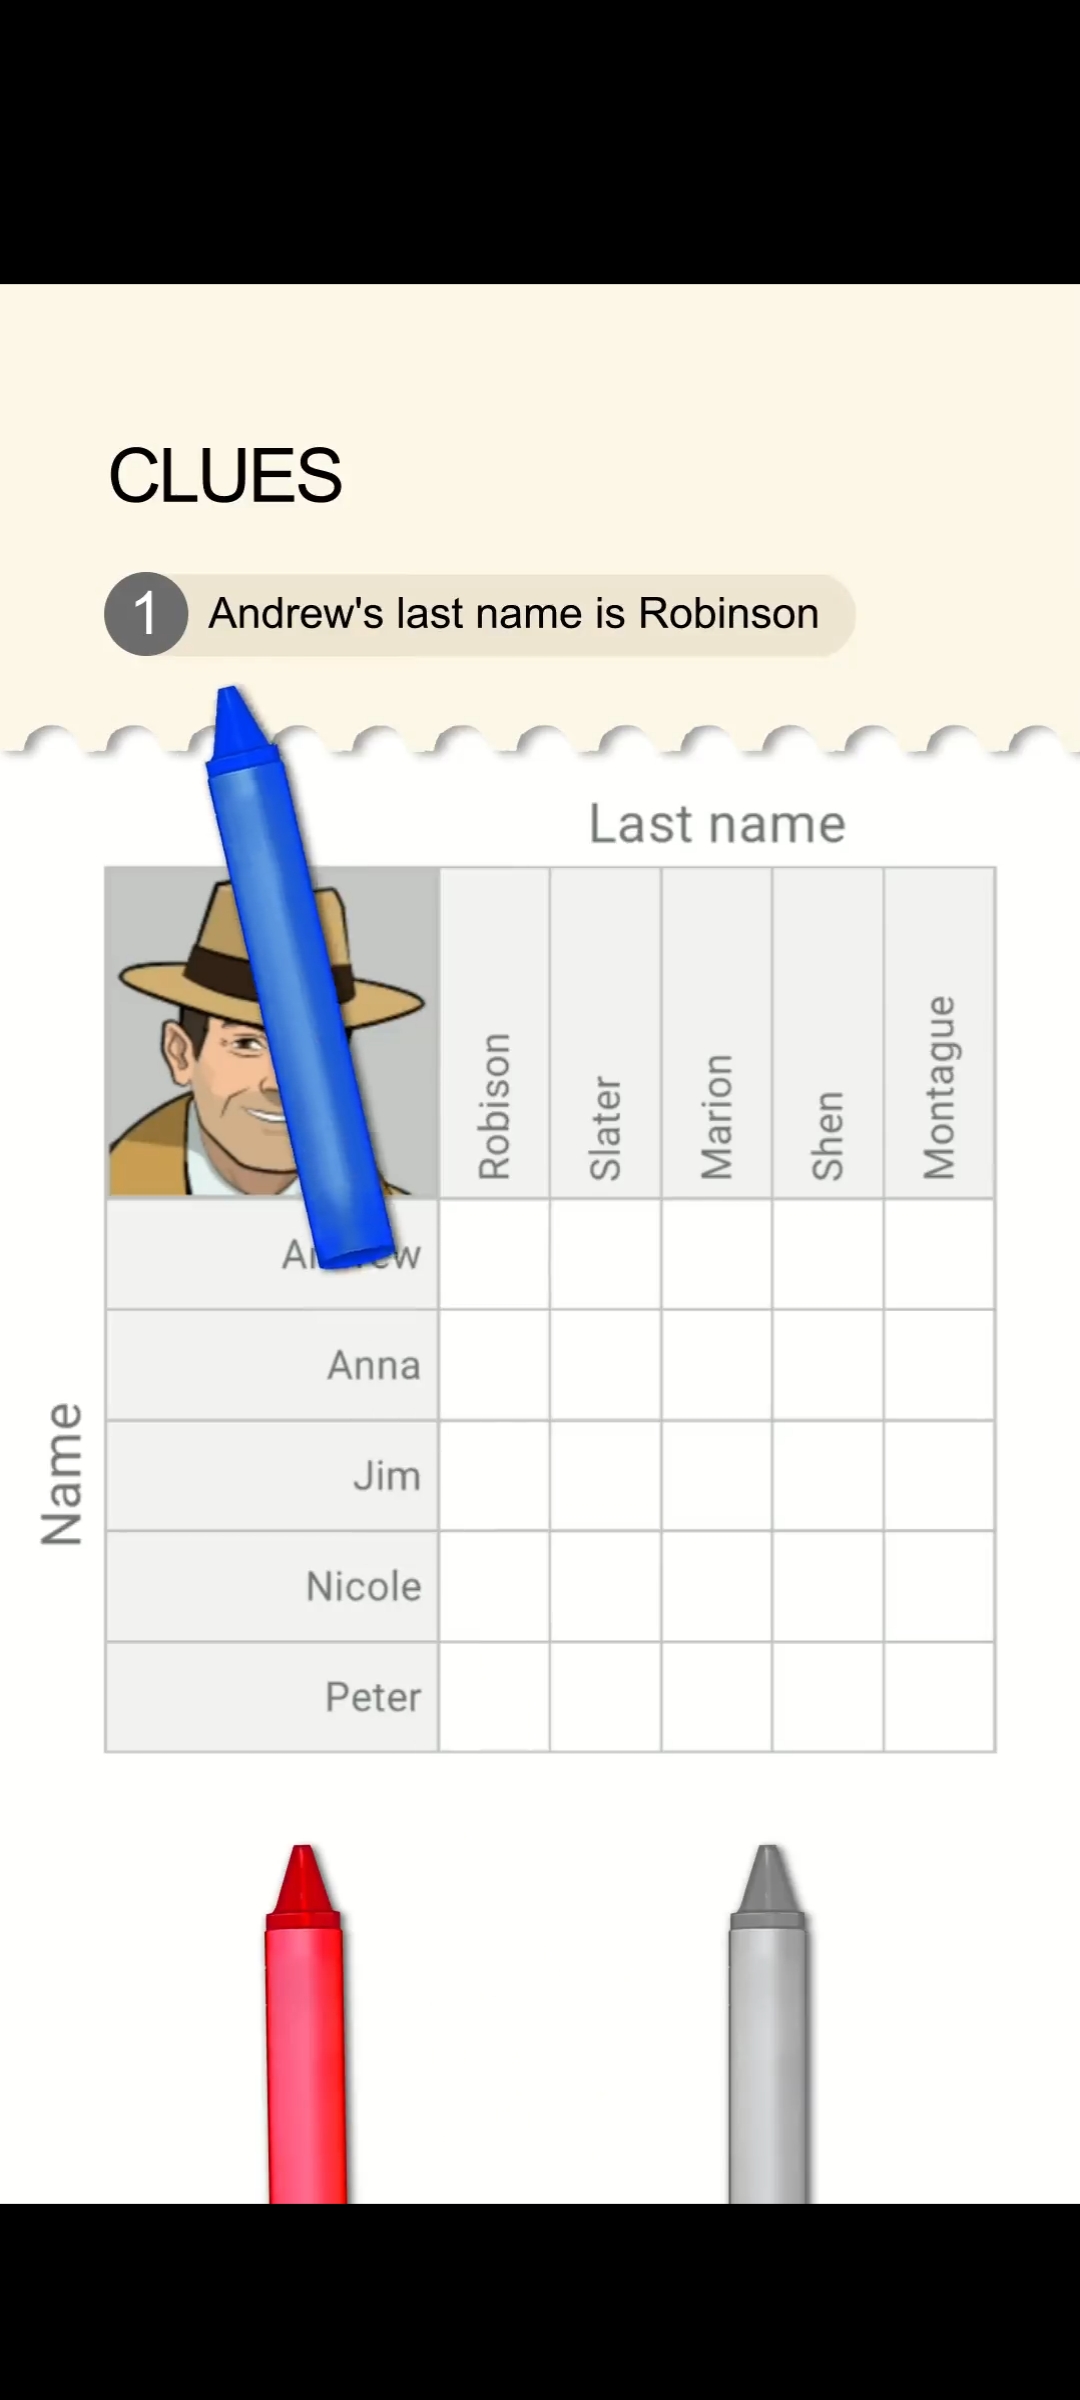 CLUES
1 Andrew's last name is Robinson
Last name
Robison
Slater
Marion
Shen
Montague
Name
Anna
Jim
Nicole
Peter